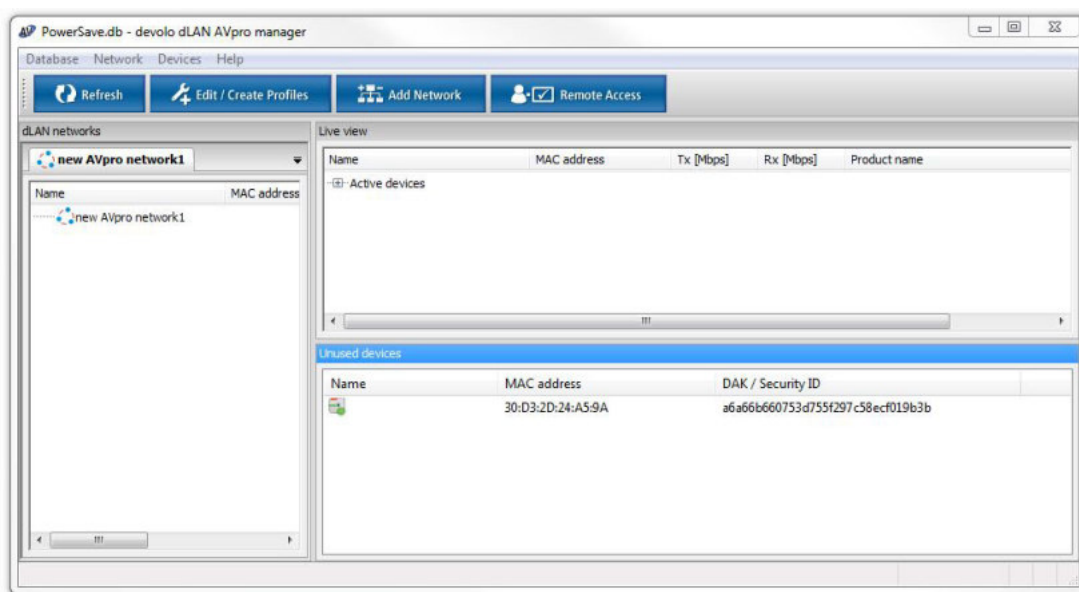 PowerSave.db - devolo dLAN AVpro manager
Database Network Devices Help
Refresh Edit / Create Profiles Add Network Remote Access
dLAN networks
new AVpro network1
Name MAC address
new AVpro network1
Live view
Name MAC address Tx [Mbps] Rx [Mbps] Product name
Active devices
Unused devices
Name MAC address DAK / Security ID
30:D3:2D:24:A5:9A a6a66b660753d755f297c58ecf019b3b